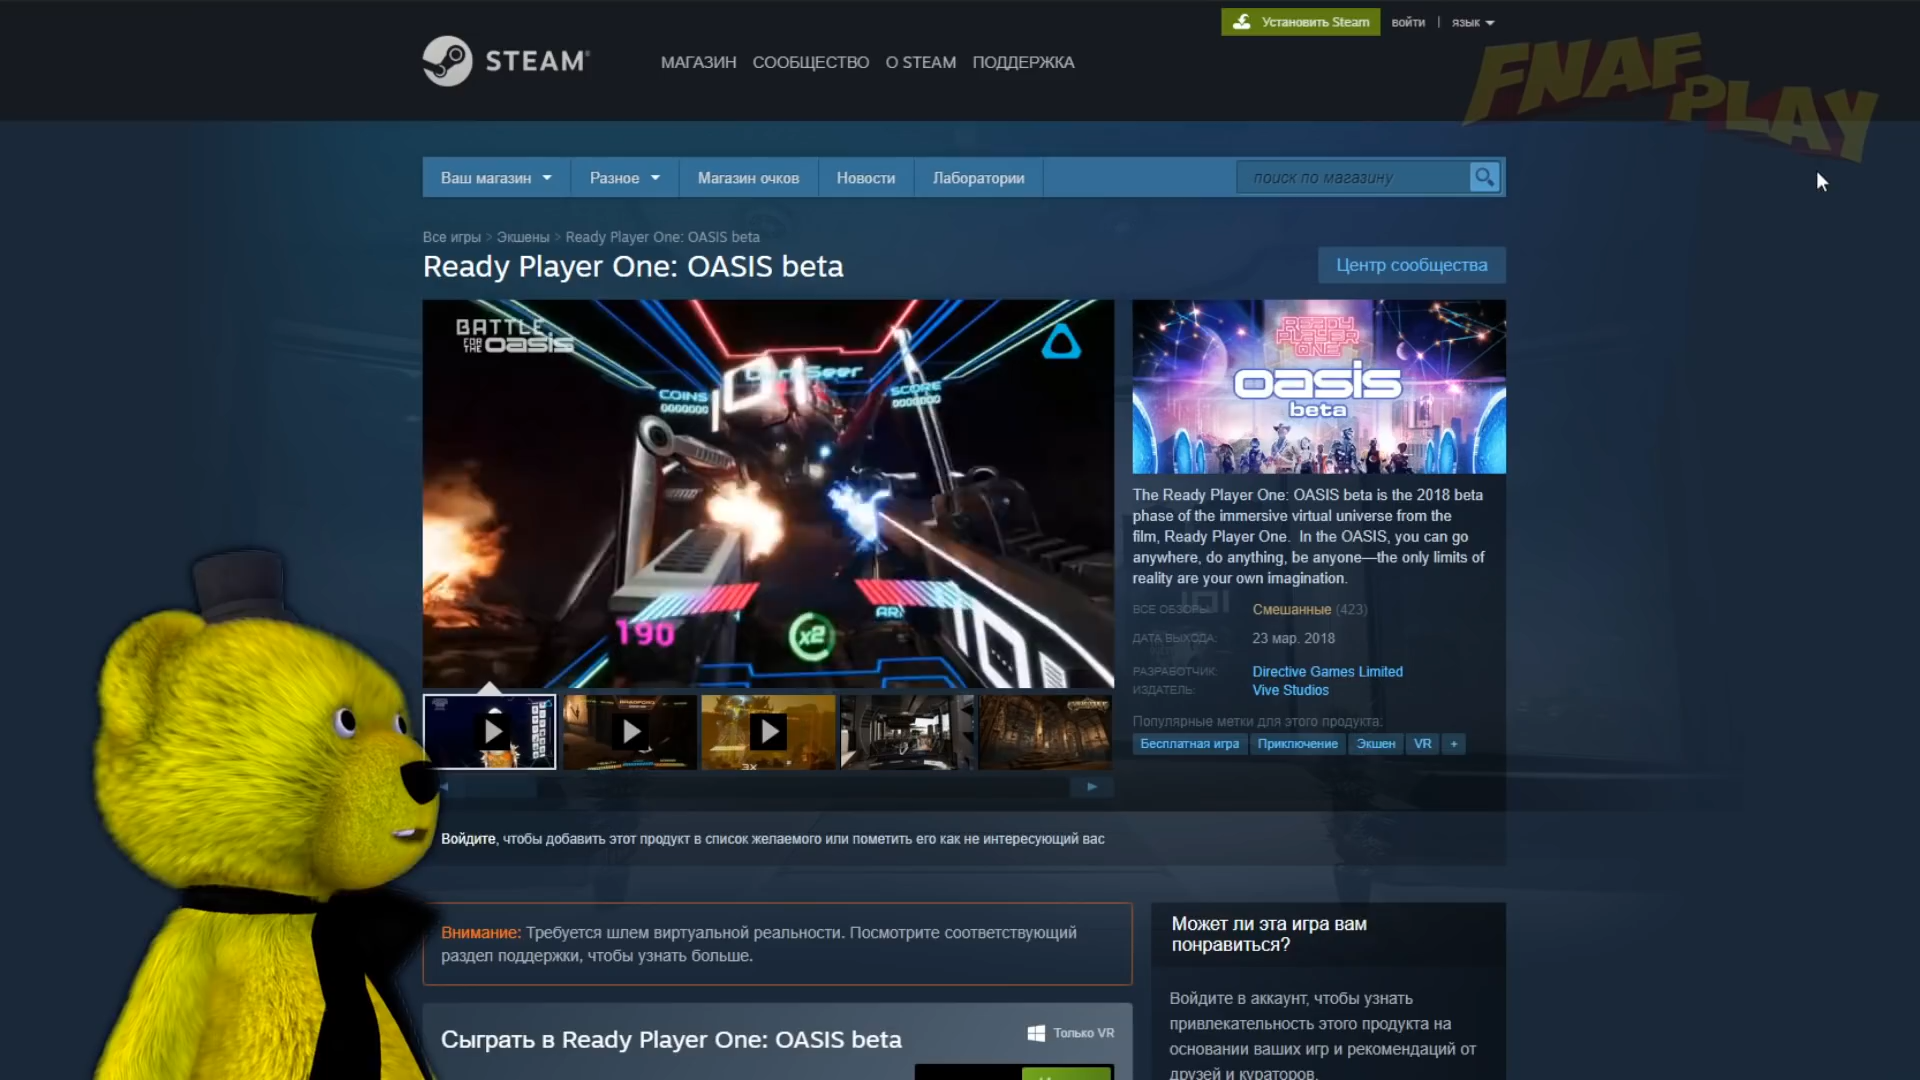 Установить Steam
войти | язык
FNAF PLAY
STEAM
МАГАЗИН СООБЩЕСТВО О STEAM ПОДДЕРЖКА
Ваш магазин Разное Магазин очков Новости Лаборатории поиск по магазину
Все игры > Экшены > Ready Player One: OASIS beta
Ready Player One: OASIS beta
Центр сообщества
BATTLE
FOR THE OASIS
COINS
0000000
SCORE
0000000
190
x2
READY
PLAYER
ONE
oasis
beta
The Ready Player One: OASIS beta is the 2018 beta
phase of the immersive virtual universe from the
film, Ready Player One. In the OASIS, you can go
anywhere, do anything, be anyone—the only limits of
reality are your own imagination.
ВСЕ ОБЗОРЫ: Смешанные (423)
ДАТА ВЫХОДА: 23 мар. 2018
РАЗРАБОТЧИК: Directive Games Limited
ИЗДАТЕЛЬ: Vive Studios
Популярные метки для этого продукта:
Бесплатная игра Приключение Экшен VR +
3X
Войдите, чтобы добавить этот продукт в список желаемого или пометить его как не интересующий вас
Внимание: Требуется шлем виртуальной реальности. Посмотрите соответствующий
раздел поддержки, чтобы узнать больше.
Сыграть в Ready Player One: OASIS beta
Только VR
Может ли эта игра вам
понравиться?
Войдите в аккаунт, чтобы узнать
привлекательность этого продукта на
основании ваших игр и рекомендаций от
друзей и кураторов.